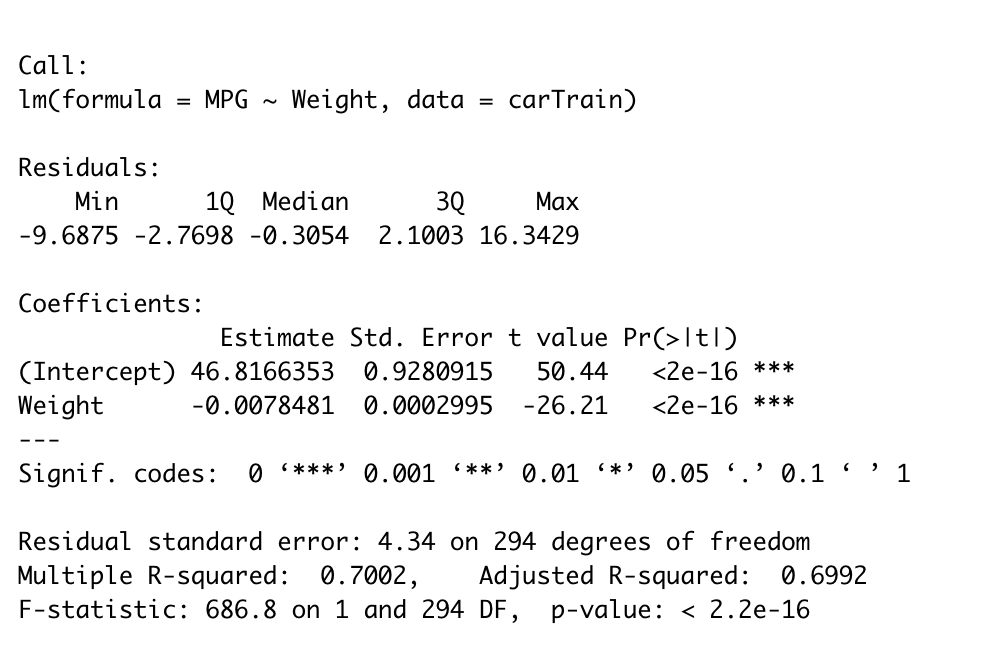 Call:
lm(formula = MPG ~ Weight, data = carTrain)
Residuals:
    Min      1Q  Median      3Q     Max
-9.6875 -2.7698 -0.3054  2.1003 16.3429
Coefficients:
              Estimate Std. Error t value Pr(>|t|)
(Intercept) 46.8166353  0.9280915   50.44   <2e-16 ***
Weight      -0.0078481  0.0002995  -26.21   <2e-16 ***
---
Signif. codes:  0 ‘***’ 0.001 ‘**’ 0.01 ‘*’ 0.05 ‘.’ 0.1 ‘ ’ 1
Residual standard error: 4.34 on 294 degrees of freedom
Multiple R-squared:  0.7002,	Adjusted R-squared:  0.6992
F-statistic: 686.8 on 1 and 294 DF,  p-value: < 2.2e-16